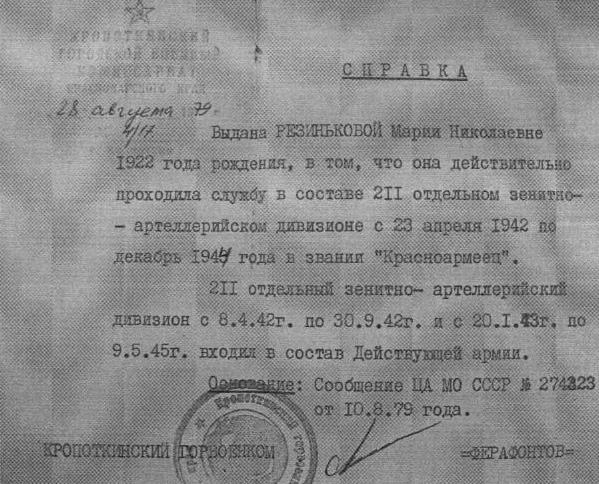 КРОПОТКИНСКИЙ
ГОРОДСКОЙ ВОЕННЫЙ
КОМИССАРИАТ
КРАСНОДАРСКОГО КРАЯ
28 августа 1979г
4/17
СПРАВКА
Выдана РЕЗИНЬКОВОЙ Марии Николаевне
1922 года рождения, в том, что она действительно
проходила службу в составе 2II отдельном зенитно-
- артеллерийском дивизионе с 23 апреля 1942 по
декабрь 1944 года в звании "Красноармеец".
2II отдельный зенитно- артеллерийский
дивизион с 8.4.42г. по 30.9.42г. и с 20.I.43г. по
9.5.45г. входил в состав Действующей армии.
Основание: Сообщение ЦА МО СССР № 274323
от I0.8.79 года.
КРОПОТКИНСКИЙ ГОРВОЕНКОМ =ФЕРАФОНТОВ=